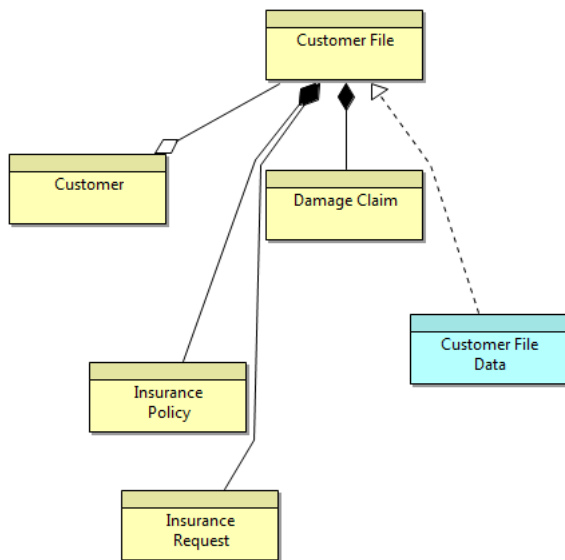 Customer File
Customer
Damage Claim
Customer File
Data
Insurance
Policy
Insurance
Request